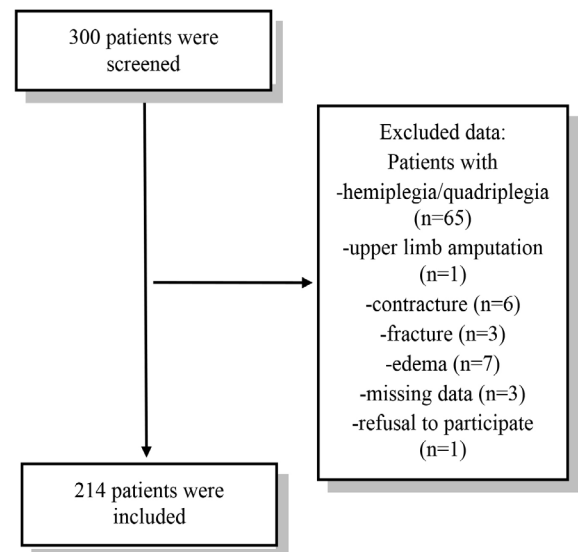 300 patients were
screened
Excluded data:
Patients with
-hemiplegia/quadriplegia
(n=65)
-upper limb amputation
(n=1)
-contracture (n=6)
-fracture (n=3)
-edema (n=7)
-missing data (n=3)
-refusal to participate
(n=1)
214 patients were
included